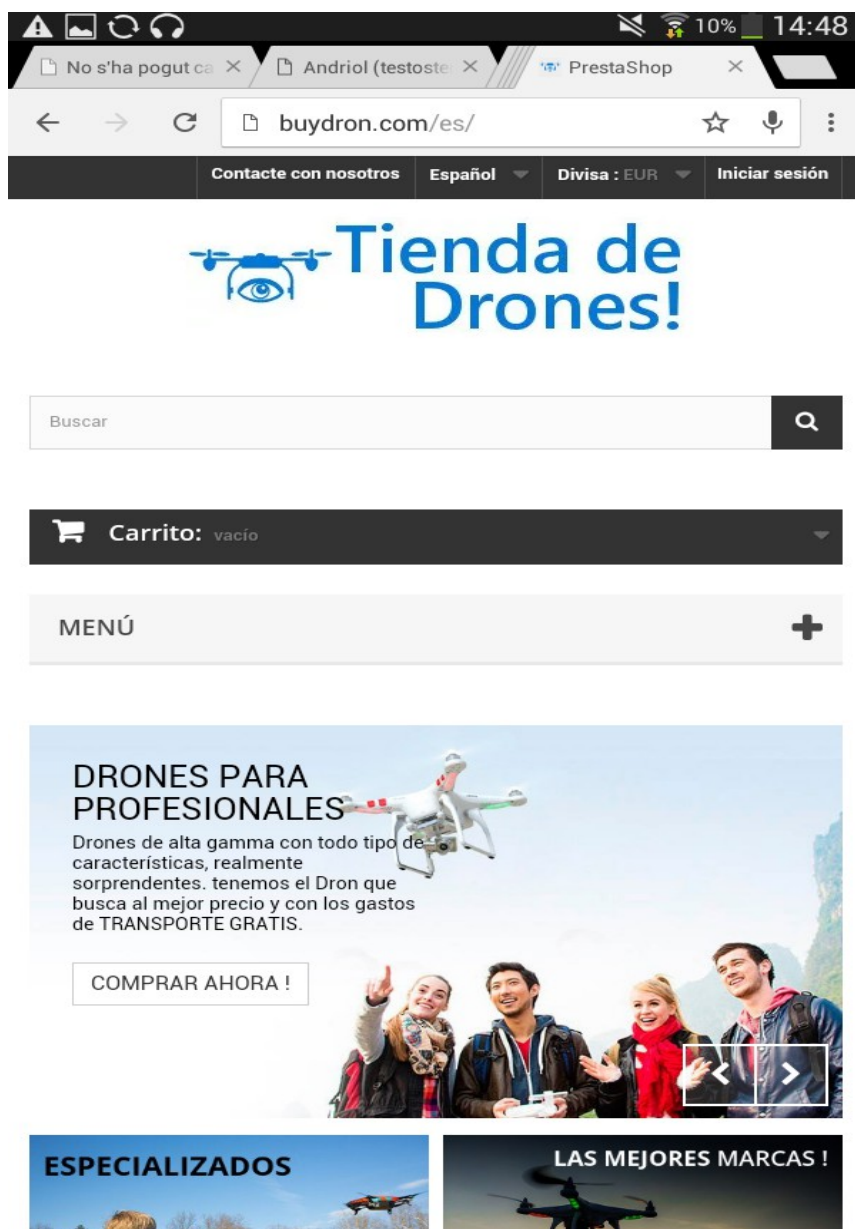 10% 14:48
No s'ha pogut ca
Andriol (testoste
PrestaShop
buydron.com/es/
Contacte con nosotros Español Divisa : EUR Iniciar sesión
Tienda de
Drones!
Buscar
Carrito: vacío
MENÚ
DRONES PARA
PROFESIONALES
Drones de alta gamma con todo tipo de
características, realmente
sorprendentes. tenemos el Dron que
busca al mejor precio y con los gastos
de TRANSPORTE GRATIS.
COMPRAR AHORA !
ESPECIALIZADOS
LAS MEJORES MARCAS !